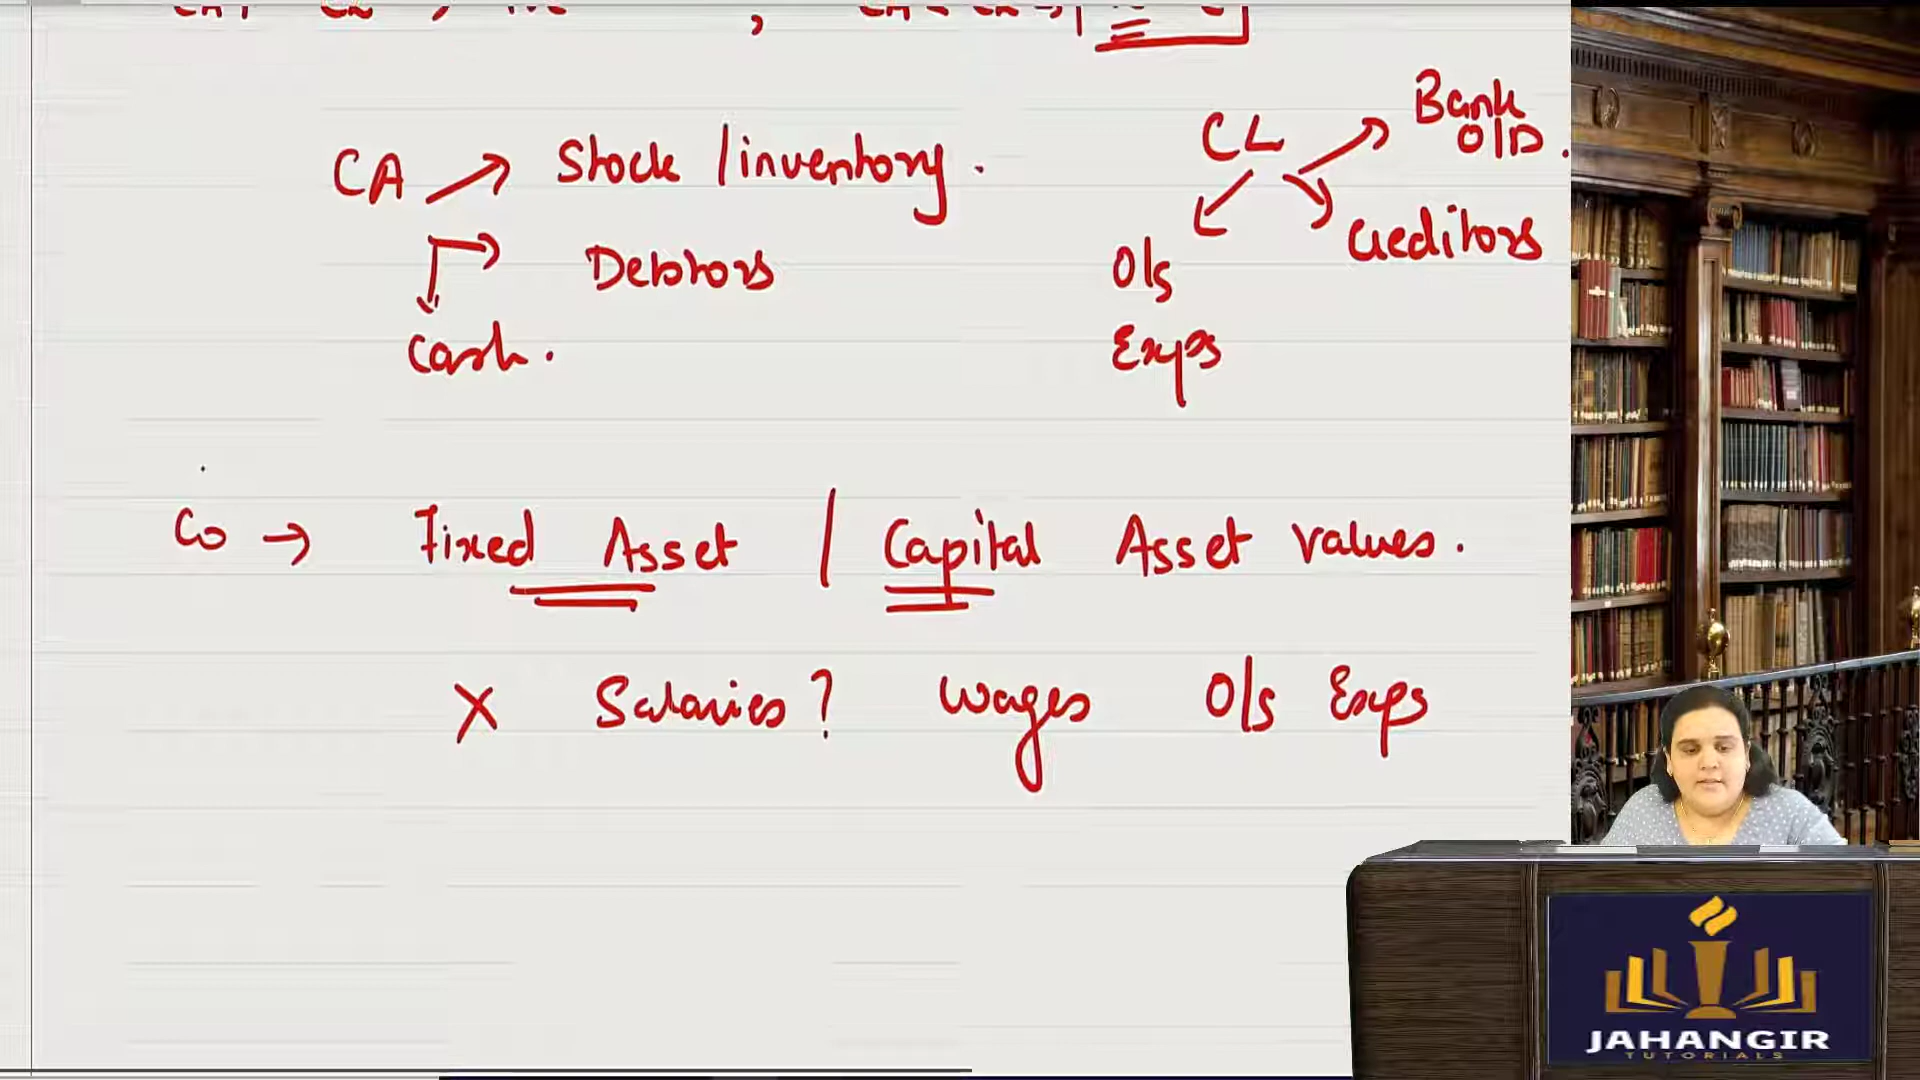 CA → Stock / inventory.
Debtors
Cash.
CL → Bank
O/D.
Creditors
O/s
Exps
Co → Fixed Asset / Capital Asset values.
X Salaries? Wages O/s Exps
JAHANGIR
TUTORIALS